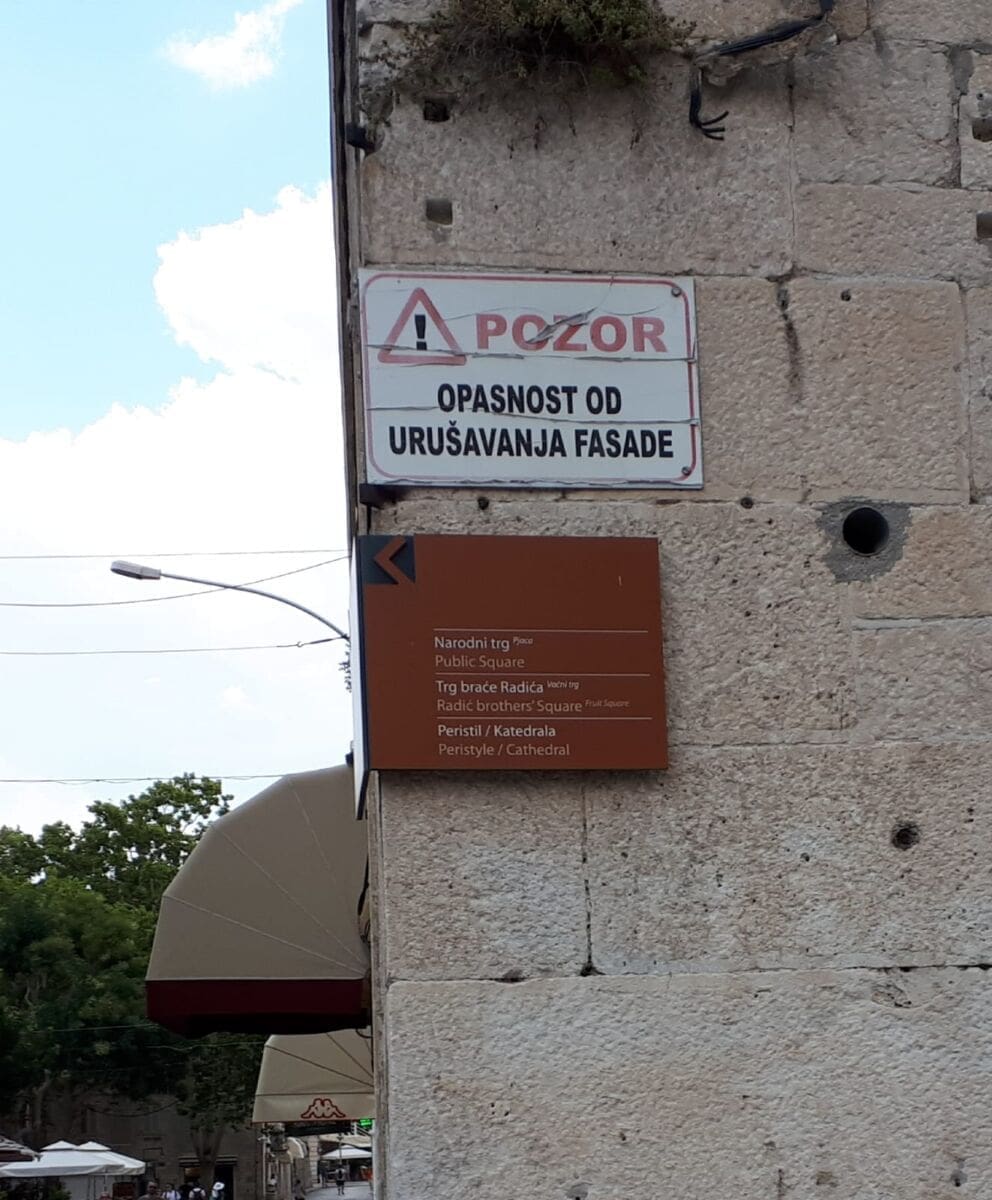 POZOR
OPASNOST OD
URUŠAVANJA FASADE
Narodni trg Pjaca
Public Square
Trg braće Radića Voćni trg
Radić brothers' Square Fruit Square
Peristil / Katedrala
Peristyle / Cathedral